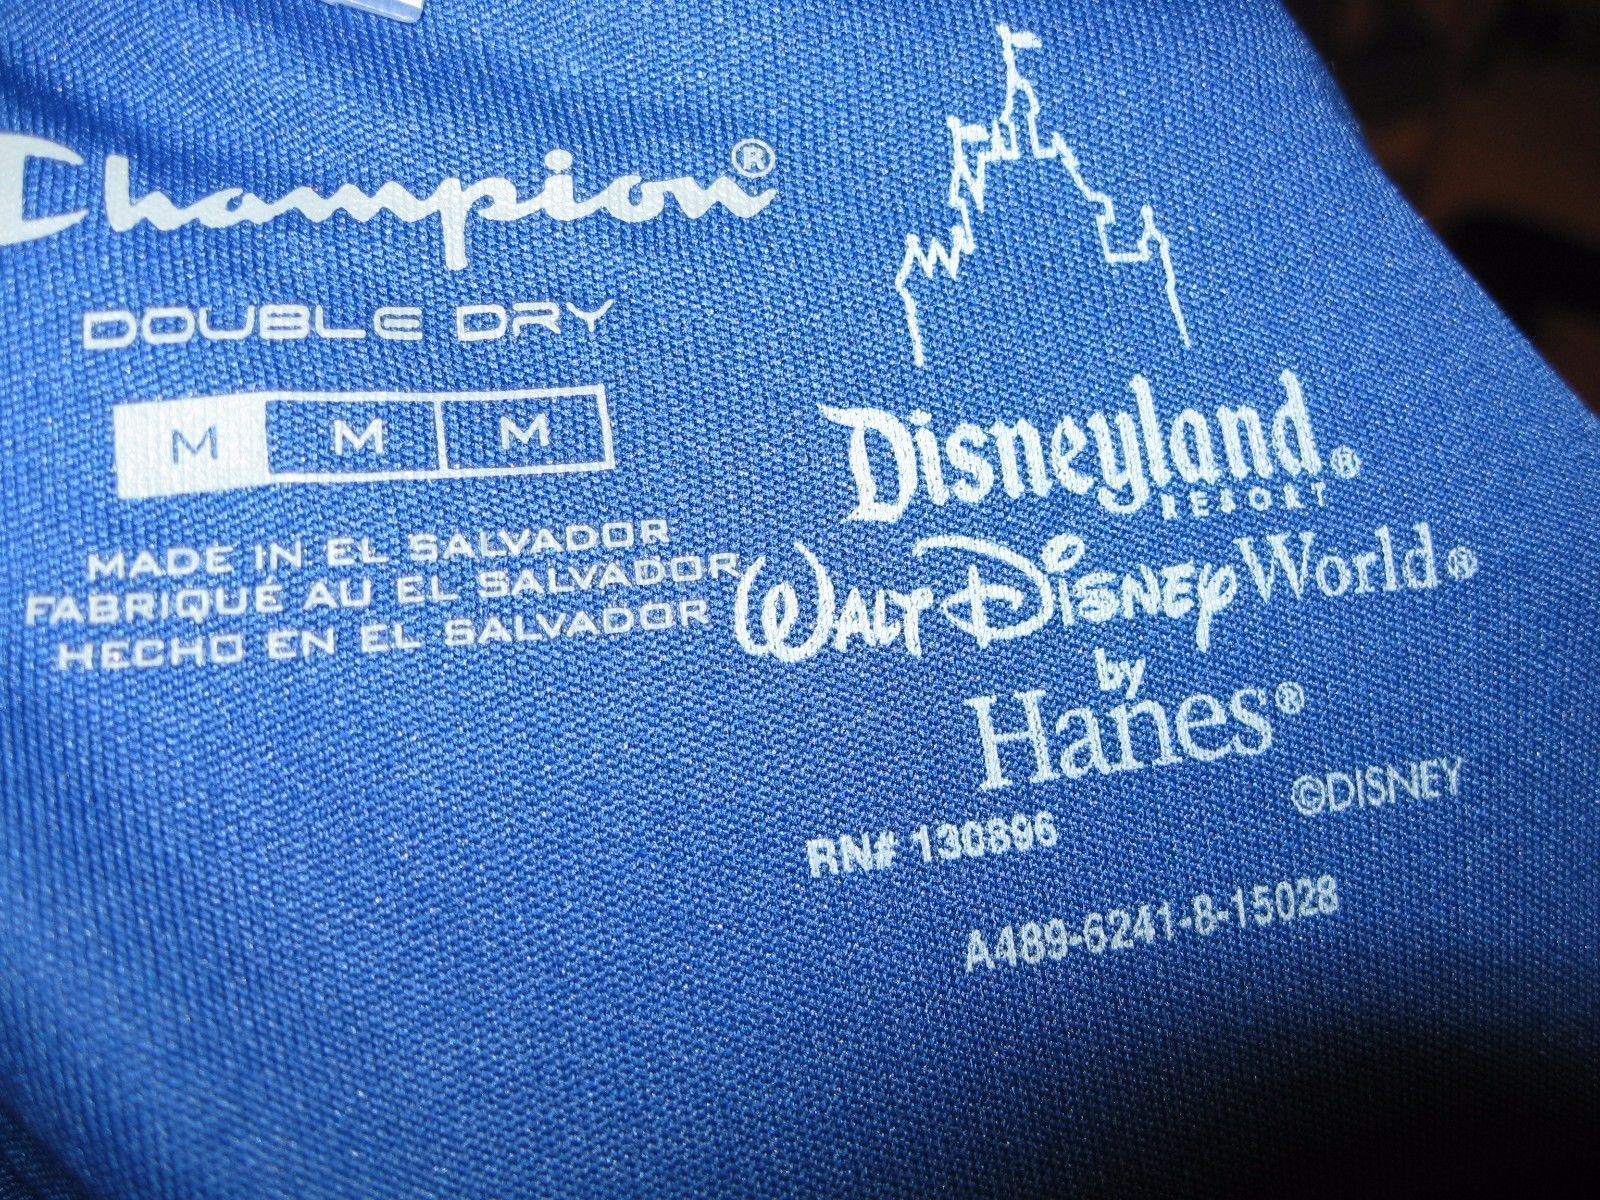 Champion®
DOUBLE DRY
M M M
MADE IN EL SALVADOR
FABRIQUÉ AU EL SALVADOR
HECHO EN EL SALVADOR
Disneyland®
RESORT
WALT DISNEY World®
by
Hanes®
©DISNEY
RN# 130896
A489-6241-8-15028